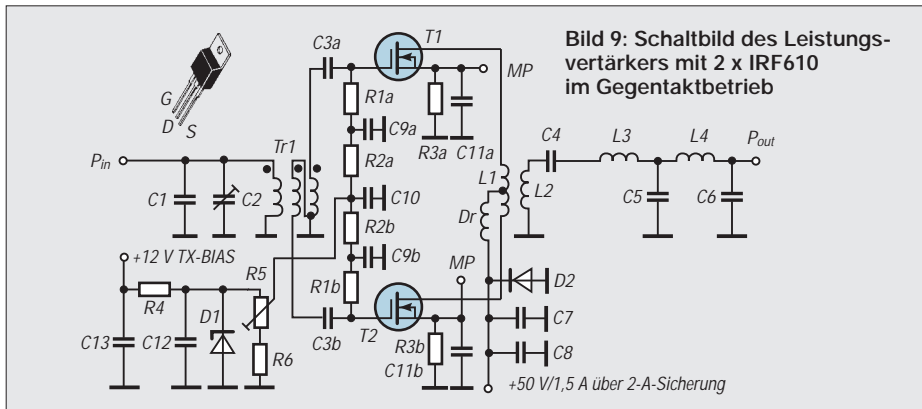 Bild 9: Schaltbild des Leistungs-
vertärkers mit 2 x IRF610
im Gegentaktbetrieb
G
D
S
C3a
T1
MP
R1a
C9a
R2a
R3a
C11a
Tr1
Pin
C1
C2
C10
R2b
C9b
R1b
C3b
T2
MP
R3b
C11b
L1
Dr
L2
C4
L3
L4
Pout
C5
C6
D2
C7
C8
+12 V TX-BIAS
R4
R5
D1
C13
C12
R6
+50 V/1,5 A über 2-A-Sicherung